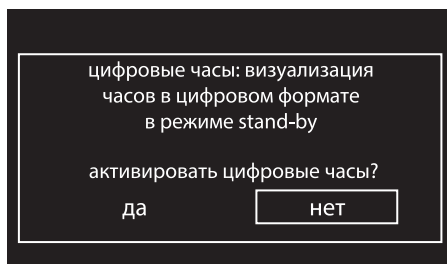 цифровые часы: визуализация
часов в цифровом формате
в режиме stand-by
активировать цифровые часы?
да нет